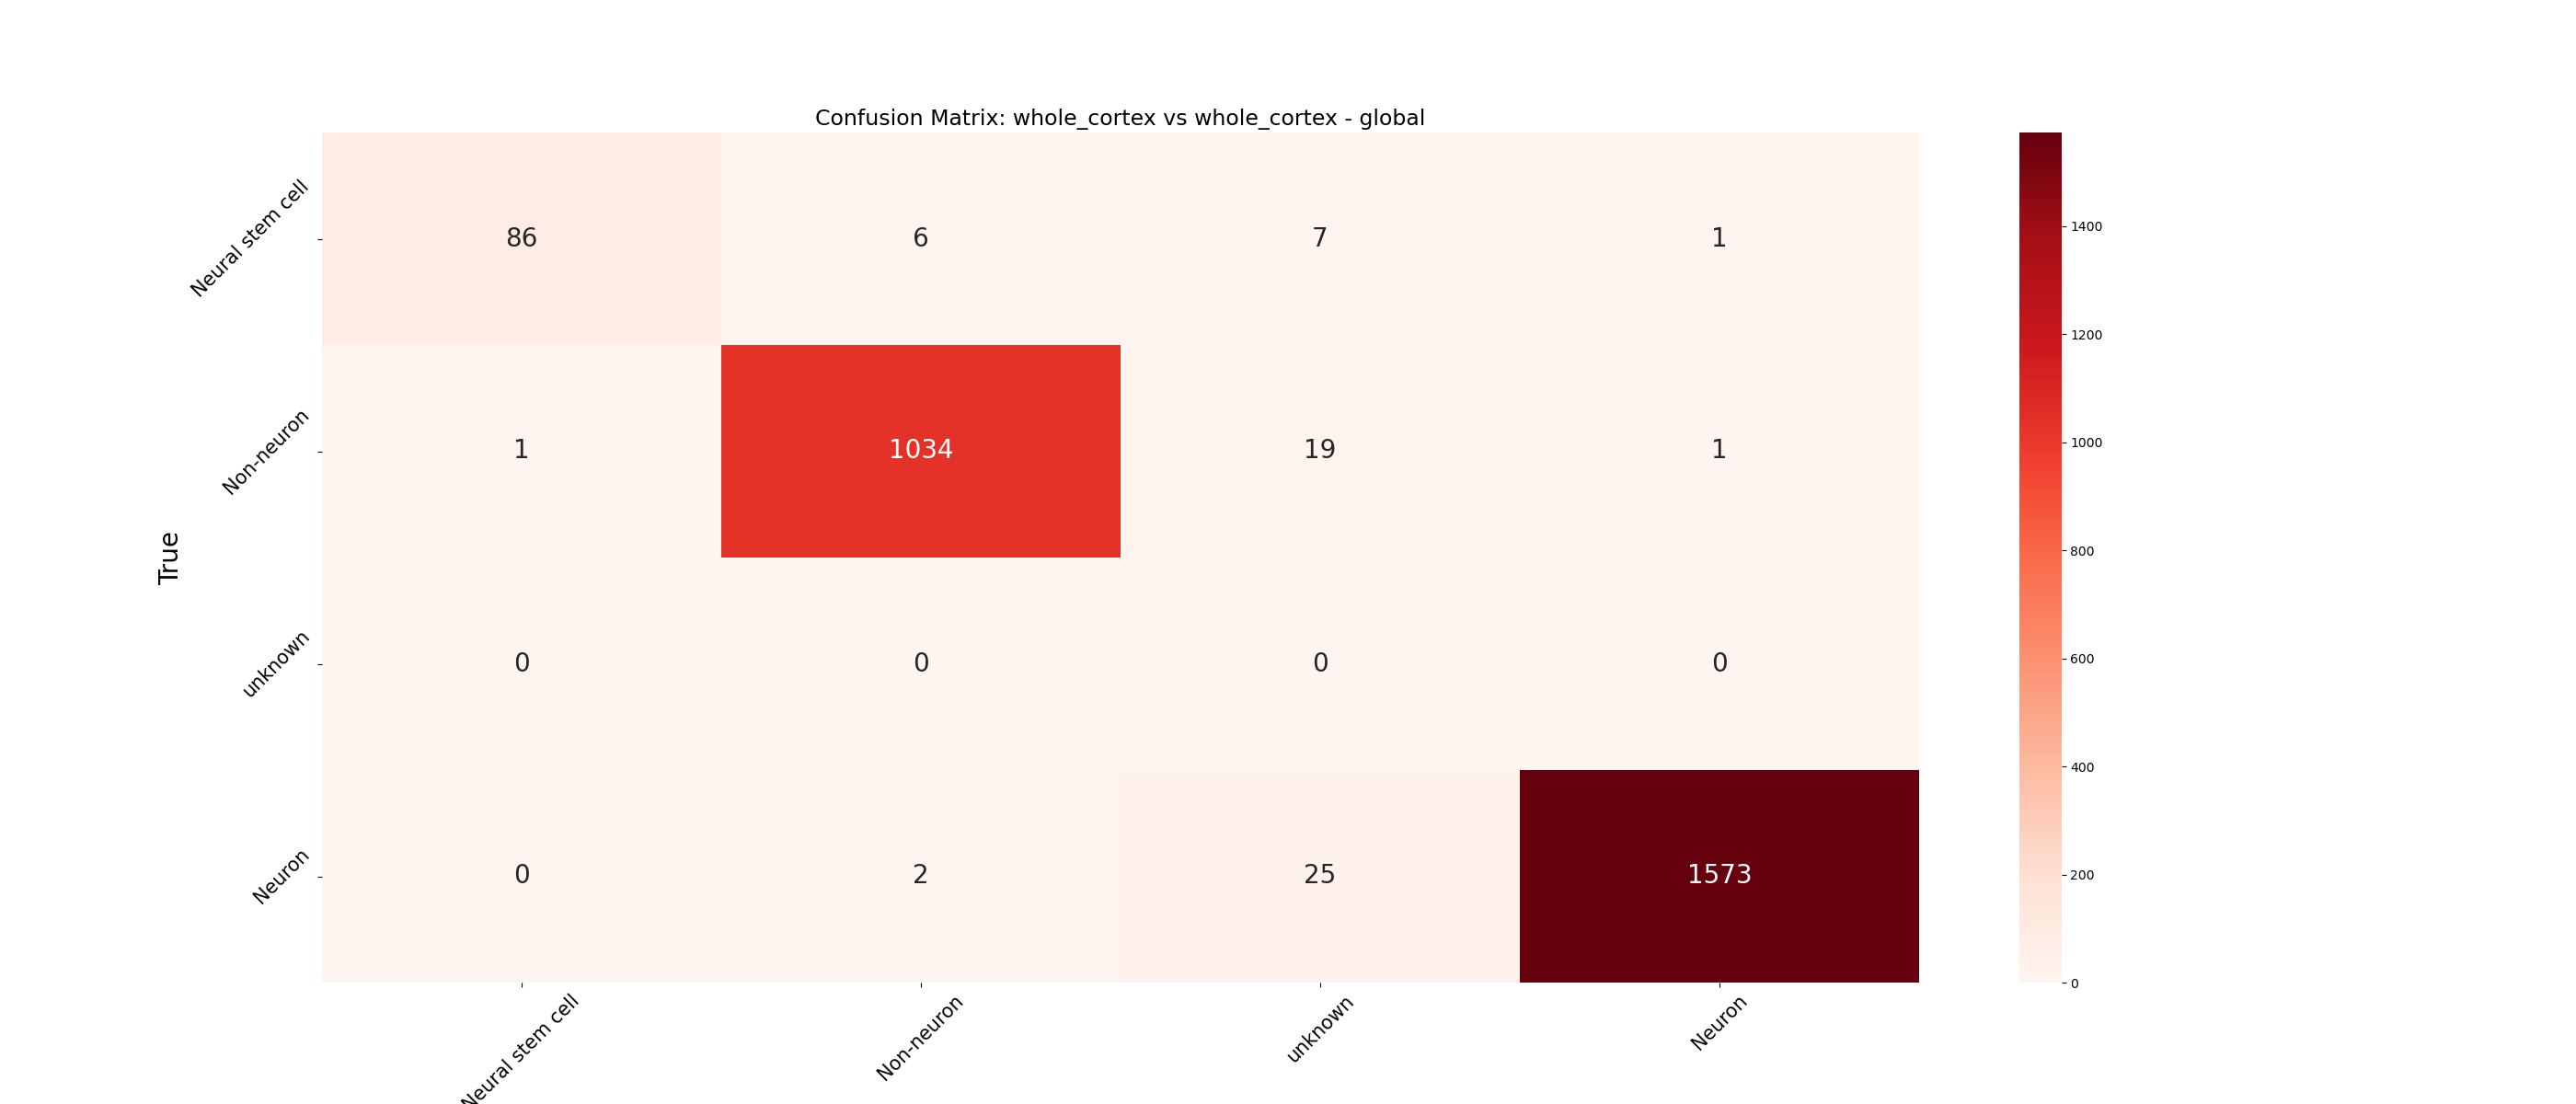 Confusion Matrix: whole_cortex vs whole_cortex - global
True
Neural stem cell
86 6 7 1
Non-neuron
1 1034 19 1
unknown
0 0 0 0
Neuron
0 2 25 1573
Neural stem cell Non-neuron unknown Neuron
1400
1200
1000
800
600
400
200
0